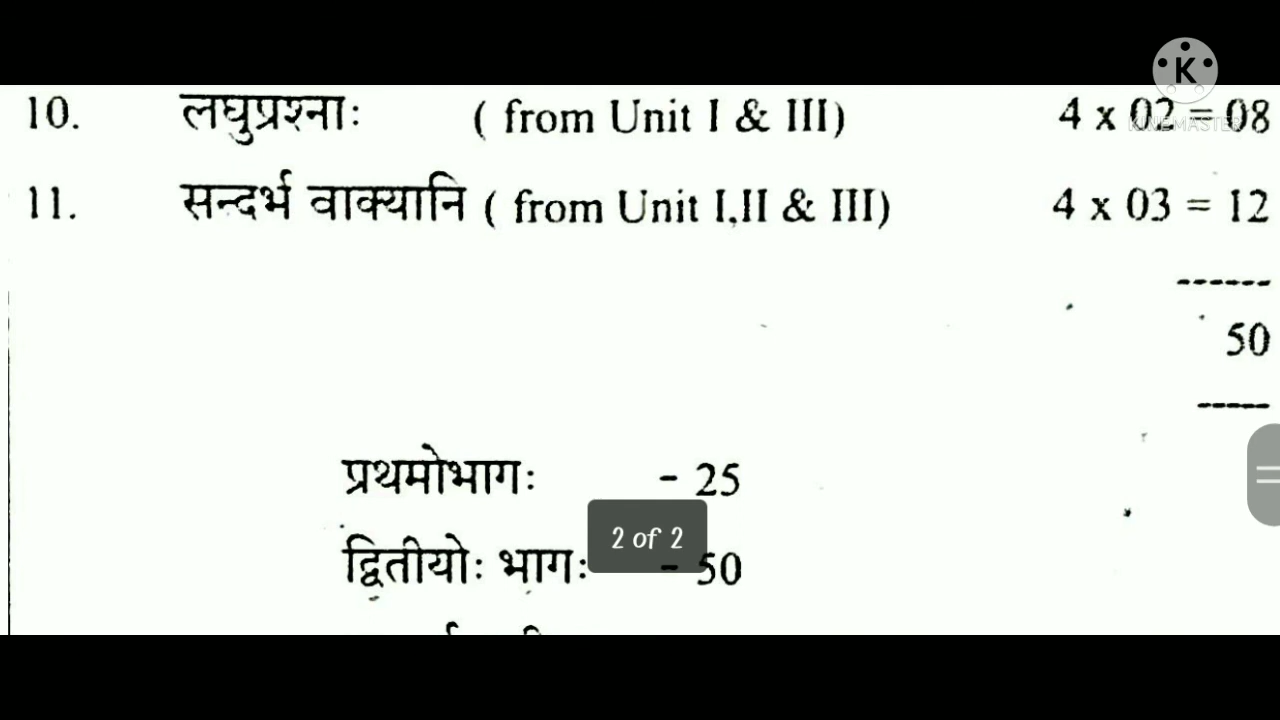 K
KINEMASTER
10. लघुप्रश्नाः ( from Unit I & III) 4 x 02 = 08
11. सन्दर्भ वाक्यानि ( from Unit I,II & III) 4 x 03 = 12
------
50
-----
प्रथमोभागः - 25
2 of 2
द्वितीयोः भागः - 50